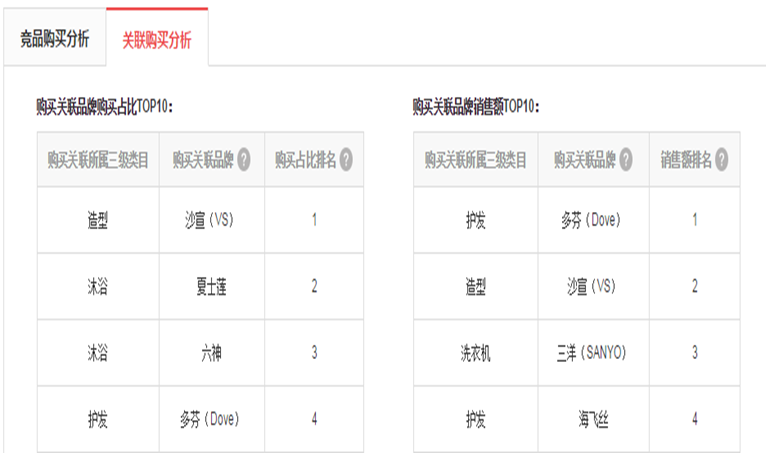 竞品购买分析 关联购买分析
购买关联品牌购买占比TOP10：
购买关联所属三级类目 购买关联品牌 ? 购买占比排名 ?
造型 沙宣（VS） 1
沐浴 夏士莲 2
沐浴 六神 3
护发 多芬（Dove） 4
购买关联品牌销售额TOP10：
购买关联所属三级类目 购买关联品牌 ? 销售额排名 ?
护发 多芬（Dove） 1
造型 沙宣（VS） 2
洗衣机 三洋（SANYO） 3
护发 海飞丝 4